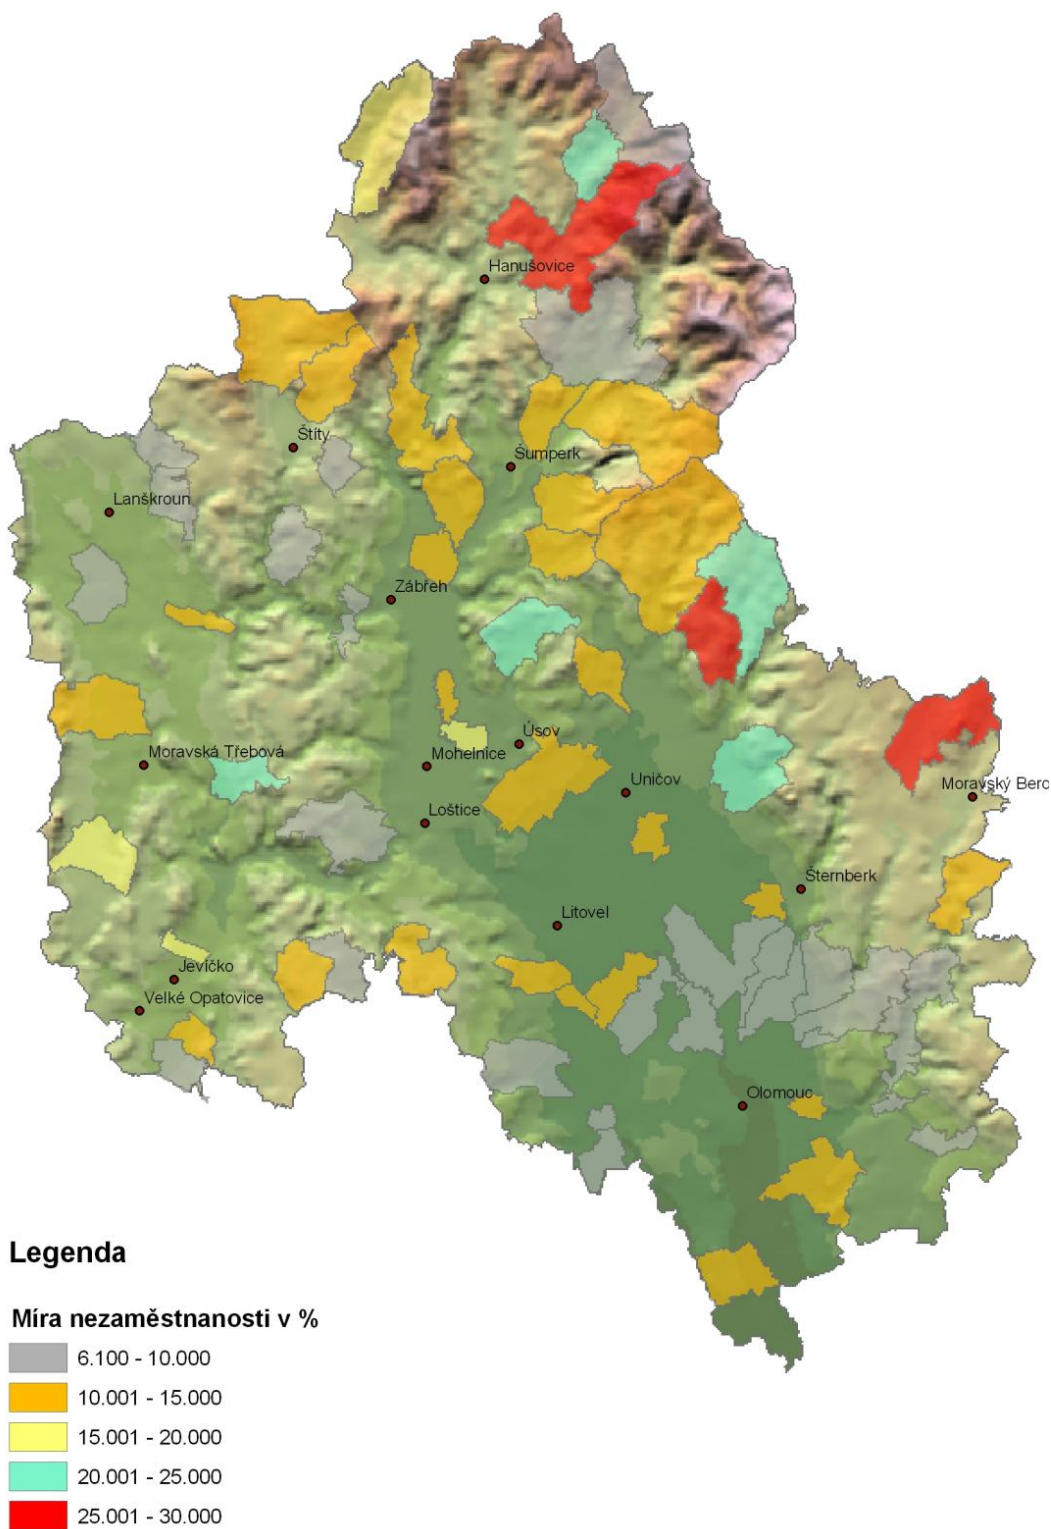 Hanušovice
Štíty
Šumperk
Lanškroun
Zábřeh
Úsov
Moravská Třebová
Mohelnice
Uničov
Moravský Bero
Loštice
Šternberk
Litovel
Jevíčko
Velké Opatovice
Olomouc
Legenda
Míra nezaměstnanosti v %
6.100 - 10.000
10.001 - 15.000
15.001 - 20.000
20.001 - 25.000
25.001 - 30.000